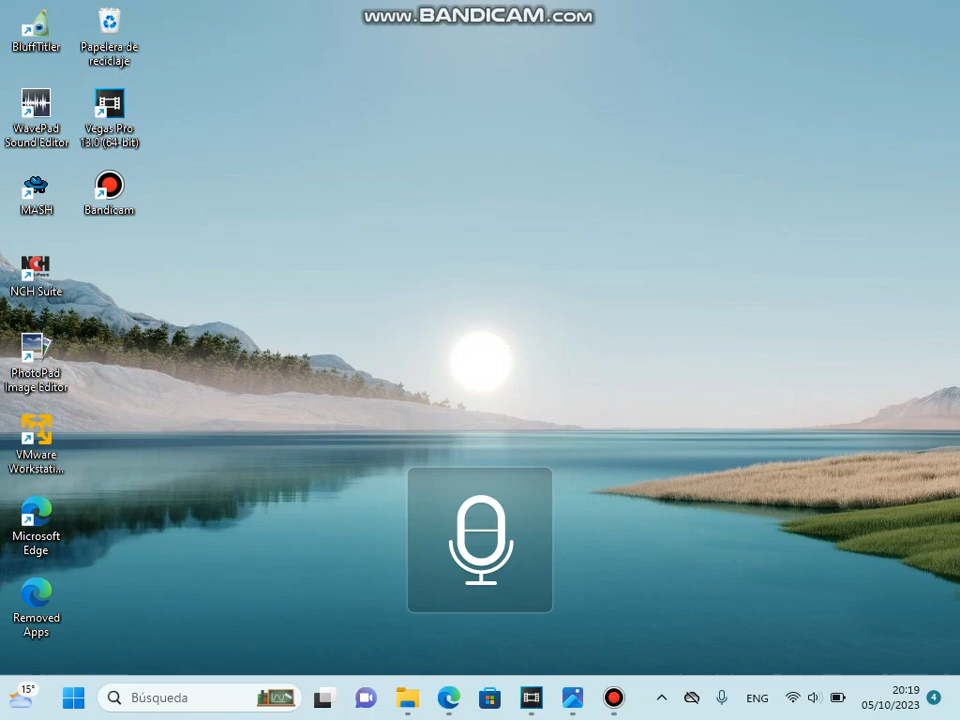 www.BANDICAM.com
BluffTitler
Papelera de
reciclaje
WavePad
Sound Editor
Vegas Pro
13.0 (64-bit)
MASH
Bandicam
NCH Suite
PhotoPad
Image Editor
VMware
Workstati...
Microsoft
Edge
Removed
Apps
15°
Búsqueda
ENG
20:19
05/10/2023
4